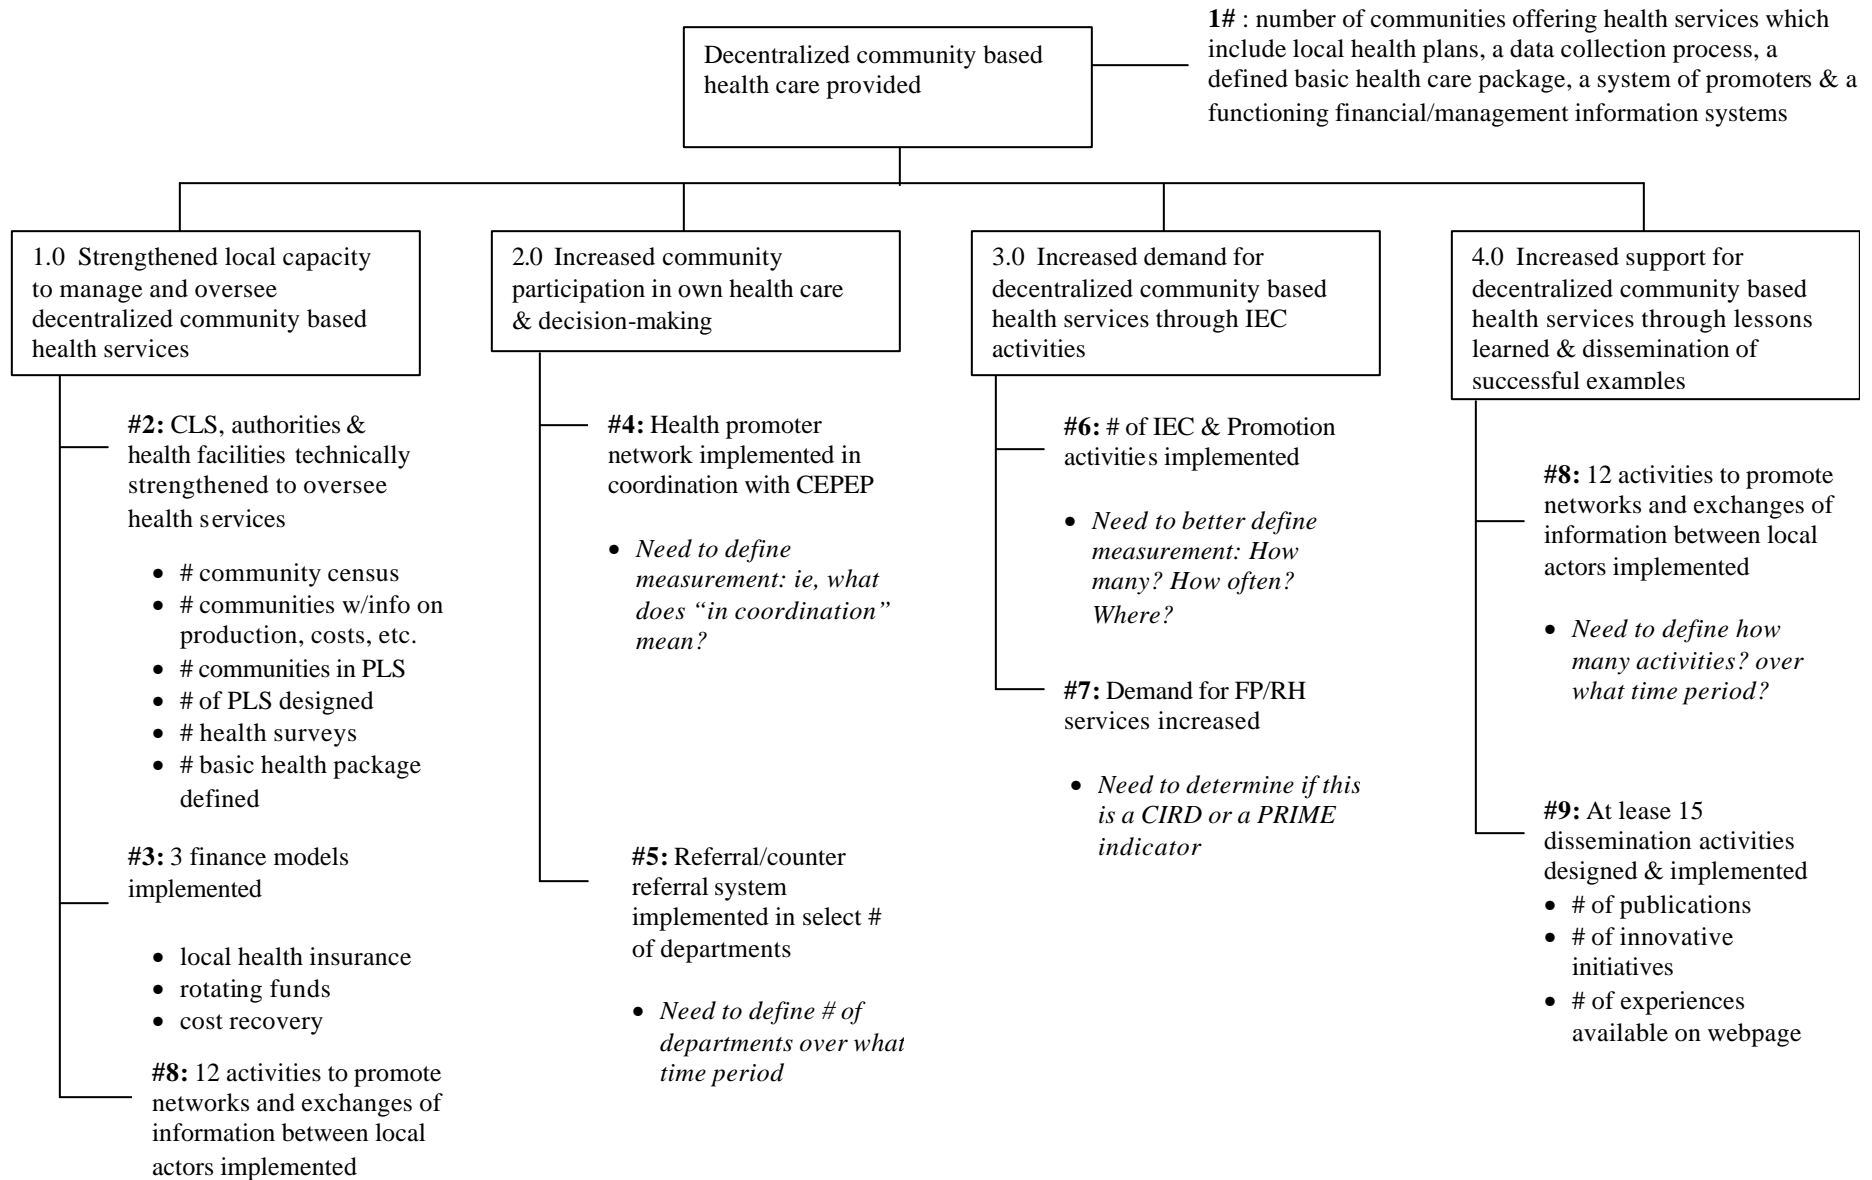 Decentralized community based
health care provided
1# : number of communities offering health services which
include local health plans, a data collection process, a
defined basic health care package, a system of promoters & a
functioning financial/management information systems
1.0 Strengthened local capacity
to manage and oversee
decentralized community based
health services
#2: CLS, authorities &
health facilities technically
strengthened to oversee
health services
• # community census
• # communities w/info on
production, costs, etc.
• # communities in PLS
• # of PLS designed
• # health surveys
• # basic health package
defined
#3: 3 finance models
implemented
• local health insurance
• rotating funds
• cost recovery
#8: 12 activities to promote
networks and exchanges of
information between local
actors implemented
2.0 Increased community
participation in own health care
& decision-making
#4: Health promoter
network implemented in
coordination with CEPEP
• Need to define
measurement: ie, what
does “in coordination”
mean?
#5: Referral/counter
referral system
implemented in select #
of departments
• Need to define # of
departments over what
time period
3.0 Increased demand for
decentralized community based
health services through IEC
activities
#6: # of IEC & Promotion
activities implemented
• Need to better define
measurement: How
many? How often?
Where?
#7: Demand for FP/RH
services increased
• Need to determine if this
is a CIRD or a PRIME
indicator
4.0 Increased support for
decentralized community based
health services through lessons
learned & dissemination of
successful examples
#8: 12 activities to promote
networks and exchanges of
information between local
actors implemented
• Need to define how
many activities? over
what time period?
#9: At lease 15
dissemination activities
designed & implemented
• # of publications
• # of innovative
initiatives
• # of experiences
available on webpage